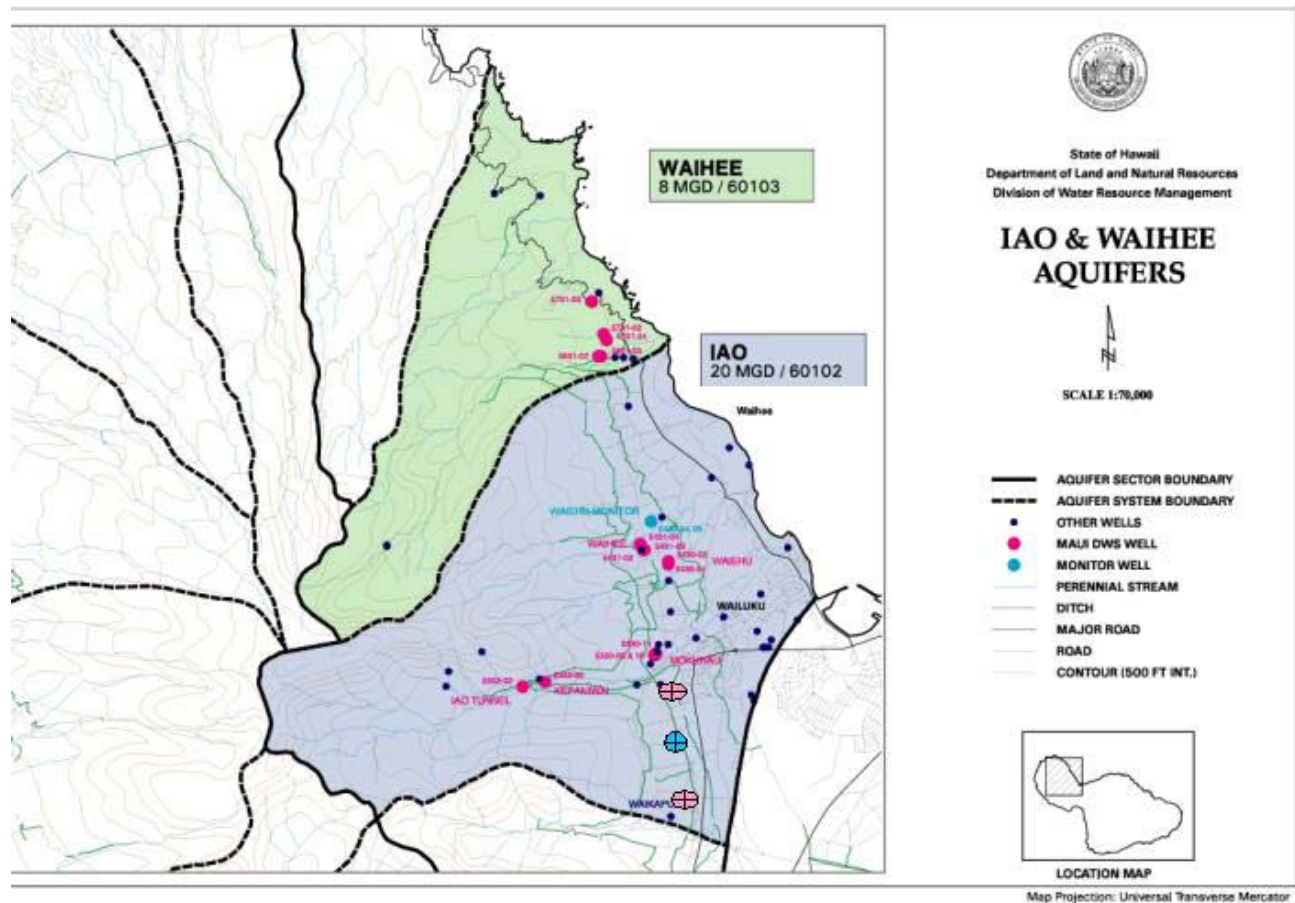 STATE OF HAWAII
WAIHEE
8 MGD / 60103
State of Hawaii
Department of Land and Natural Resources
Division of Water Resource Management
IAO & WAIHEE
AQUIFERS
N
SCALE 1:70,000
IAO
20 MGD / 60102
Waihee
WAIEHU MONITOR
WAIHEE
WAIEHU
WAILUKU
MOKUHAU
KEPANIWAI
IAO TUNNEL
WAIKAPU
AQUIFER SECTOR BOUNDARY
AQUIFER SYSTEM BOUNDARY
OTHER WELLS
MAUI DWS WELL
MONITOR WELL
PERENNIAL STREAM
DITCH
MAJOR ROAD
ROAD
CONTOUR (500 FT INT.)
LOCATION MAP
Map Projection: Universal Transverse Mercator